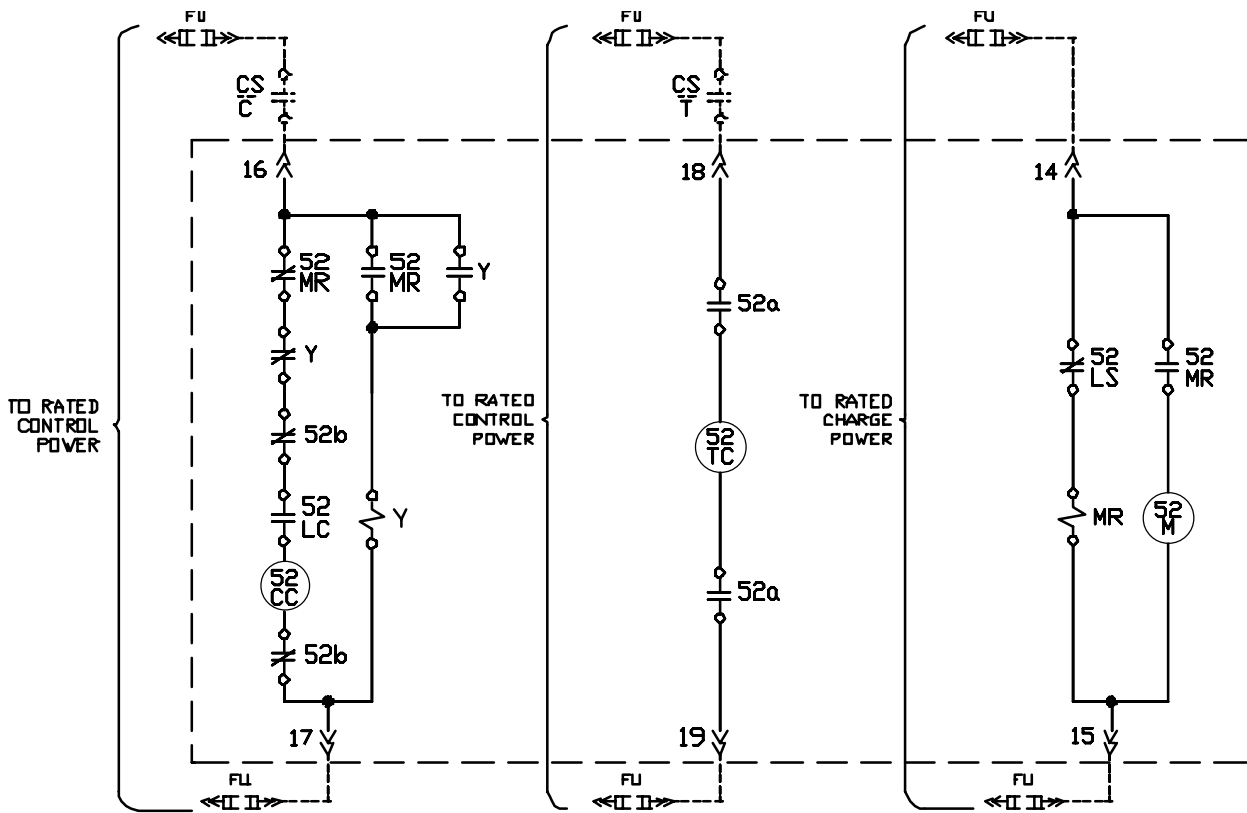 FU
FU
FU
CS
C
CS
T
16
18
14
52
MR
52
MR
Y
52a
Y
52
LS
52
MR
TO RATED
CONTROL
POWER
TO RATED
CONTROL
POWER
TO RATED
CHARGE
POWER
52b
52
TC
52
LC
Y
MR
52
M
52
CC
52a
52b
17
19
15
FU
FU
FU